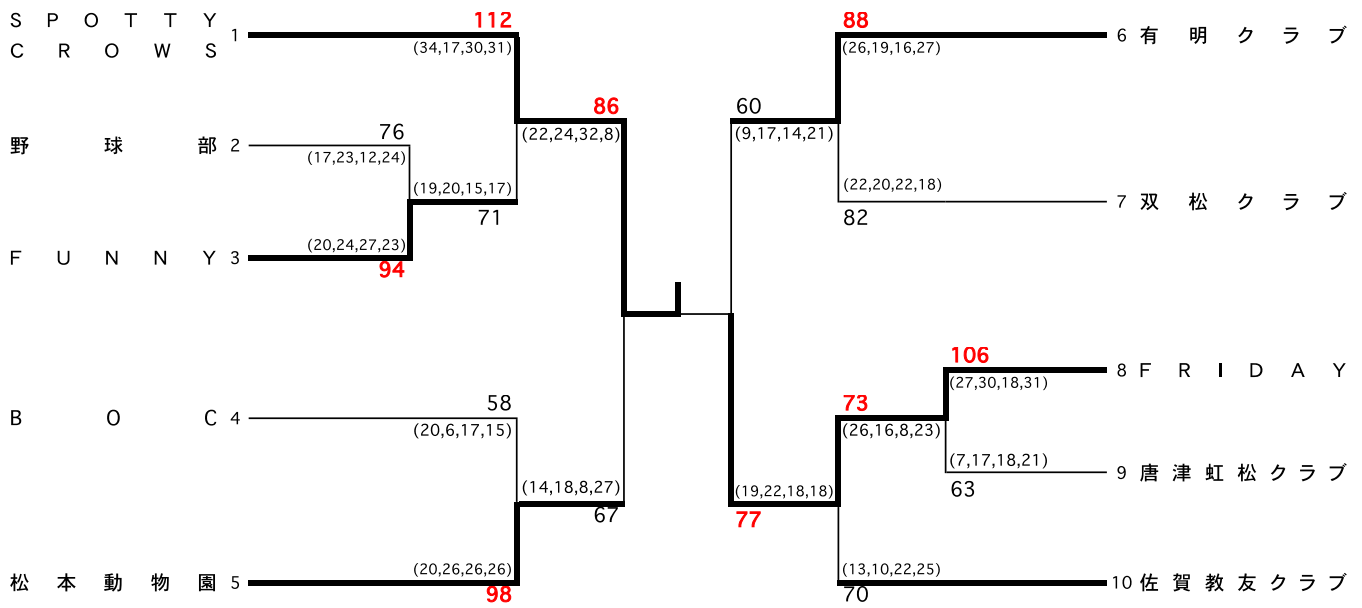 SPOTTY
CROWS 1
112
(34,17,30,31)
88
(26,19,16,27)
6 有明クラブ
86
(22,24,32,8)
60
(9,17,14,21)
野球部 2
76
(17,23,12,24)
(19,20,15,17)
71
(22,20,22,18)
82
7 双松クラブ
FUNNY 3
(20,24,27,23)
94
106
(27,30,18,31)
8 FRIDAY
BOC 4
58
(20,6,17,15)
73
(26,16,8,23)
(7,17,18,21)
63
9 唐津虹松クラブ
(14,18,8,27)
67
(19,22,18,18)
77
松本動物園 5
(20,26,26,26)
98
(13,10,22,25)
70
10 佐賀教友クラブ